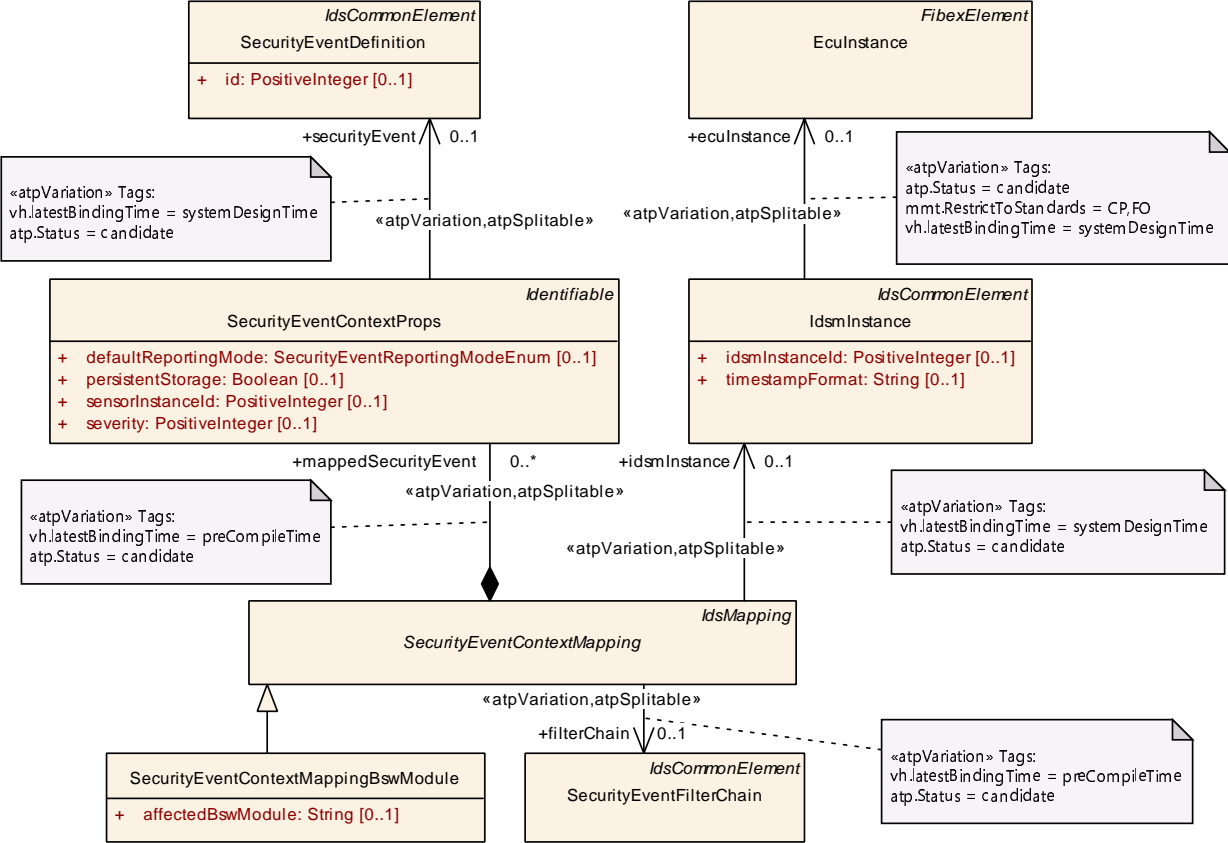 IdsCommonElement
SecurityEventDefinition
+ id: PositiveInteger [0..1]
FibexElement
EcuInstance
+securityEvent 0..1
+ecuInstance 0..1
«atpVariation» Tags:
vh.latestBindingTime = systemDesignTime
atp.Status = candidate
«atpVariation,atpSplitable»
«atpVariation,atpSplitable»
«atpVariation» Tags:
atp.Status = candidate
mmt.RestrictToStandards = CP,FO
vh.latestBindingTime = systemDesignTime
Identifiable
SecurityEventContextProps
+ defaultReportingMode: SecurityEventReportingModeEnum [0..1]
+ persistentStorage: Boolean [0..1]
+ sensorInstanceId: PositiveInteger [0..1]
+ severity: PositiveInteger [0..1]
IdsCommonElement
IdsmInstance
+ idsmInstanceId: PositiveInteger [0..1]
+ timestampFormat: String [0..1]
+mappedSecurityEvent 0..*
+idsmInstance 0..1
«atpVariation,atpSplitable»
«atpVariation» Tags:
vh.latestBindingTime = preCompileTime
atp.Status = candidate
«atpVariation,atpSplitable»
«atpVariation» Tags:
vh.latestBindingTime = systemDesignTime
atp.Status = candidate
IdsMapping
SecurityEventContextMapping
«atpVariation,atpSplitable»
+filterChain 0..1
«atpVariation» Tags:
vh.latestBindingTime = preCompileTime
atp.Status = candidate
SecurityEventContextMappingBswModule
+ affectedBswModule: String [0..1]
IdsCommonElement
SecurityEventFilterChain